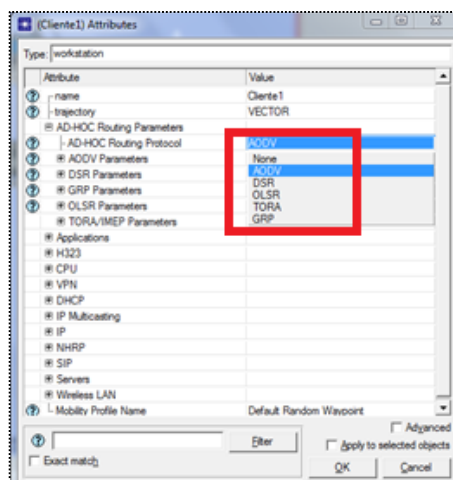 (Cliente1) Attributes
Type: workstation
Attribute Value
name Cliente1
trajectory VECTOR
AD-HOC Routing Parameters
AD-HOC Routing Protocol AODV
AODV Parameters None
AODV
DSR Parameters DSR
GRP Parameters OLSR
OLSR Parameters TORA
TORA/IMEP Parameters GRP
Applications
H323
CPU
VPN
DHCP
IP Multicasting
IP
NHRP
SIP
Servers
Wireless LAN
Mobility Profile Name Default Random Waypoint
Advanced
Filter Apply to selected objects
Exact match OK Cancel